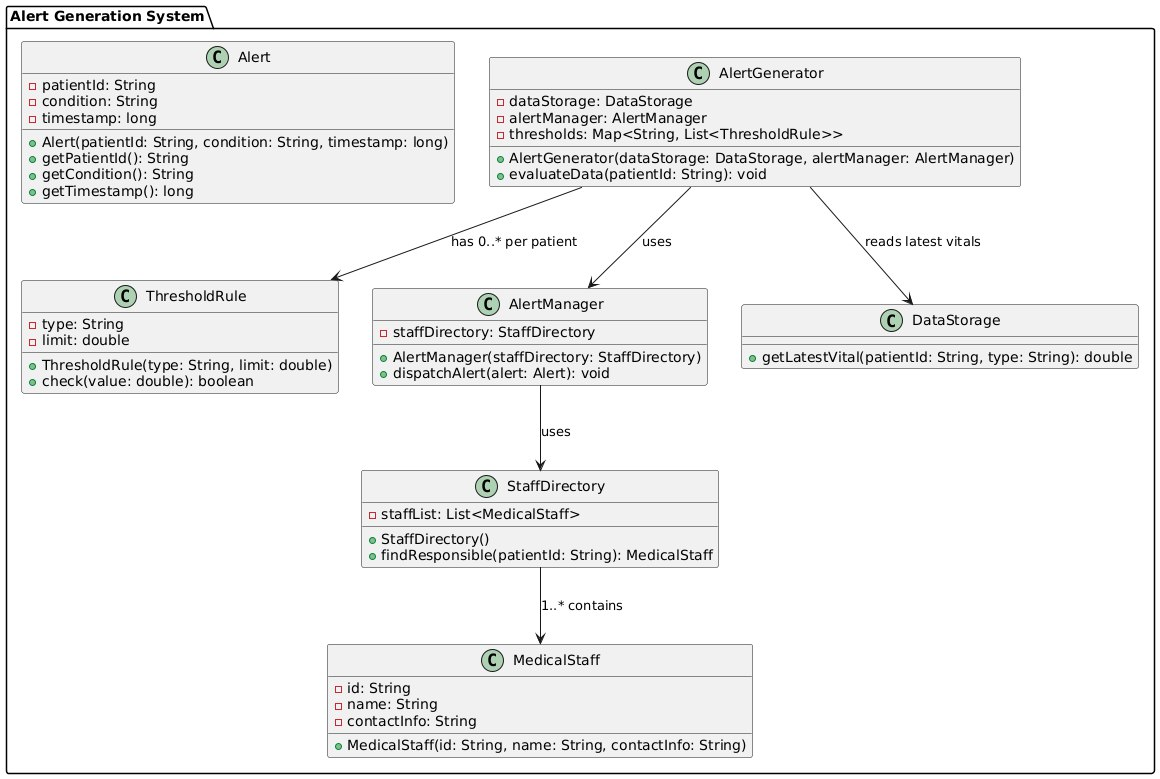 Alert Generation System
C Alert
patientId: String
condition: String
timestamp: long
Alert(patientId: String, condition: String, timestamp: long)
getPatientId(): String
getCondition(): String
getTimestamp(): long
C AlertGenerator
dataStorage: DataStorage
alertManager: AlertManager
thresholds: Map<String, List<ThresholdRule>>
AlertGenerator(dataStorage: DataStorage, alertManager: AlertManager)
evaluateData(patientId: String): void
has 0..* per patient
uses
reads latest vitals
C ThresholdRule
type: String
limit: double
ThresholdRule(type: String, limit: double)
check(value: double): boolean
C AlertManager
staffDirectory: StaffDirectory
AlertManager(staffDirectory: StaffDirectory)
dispatchAlert(alert: Alert): void
C DataStorage
getLatestVital(patientId: String, type: String): double
uses
C StaffDirectory
staffList: List<MedicalStaff>
StaffDirectory()
findResponsible(patientId: String): MedicalStaff
1..* contains
C MedicalStaff
id: String
name: String
contactInfo: String
MedicalStaff(id: String, name: String, contactInfo: String)